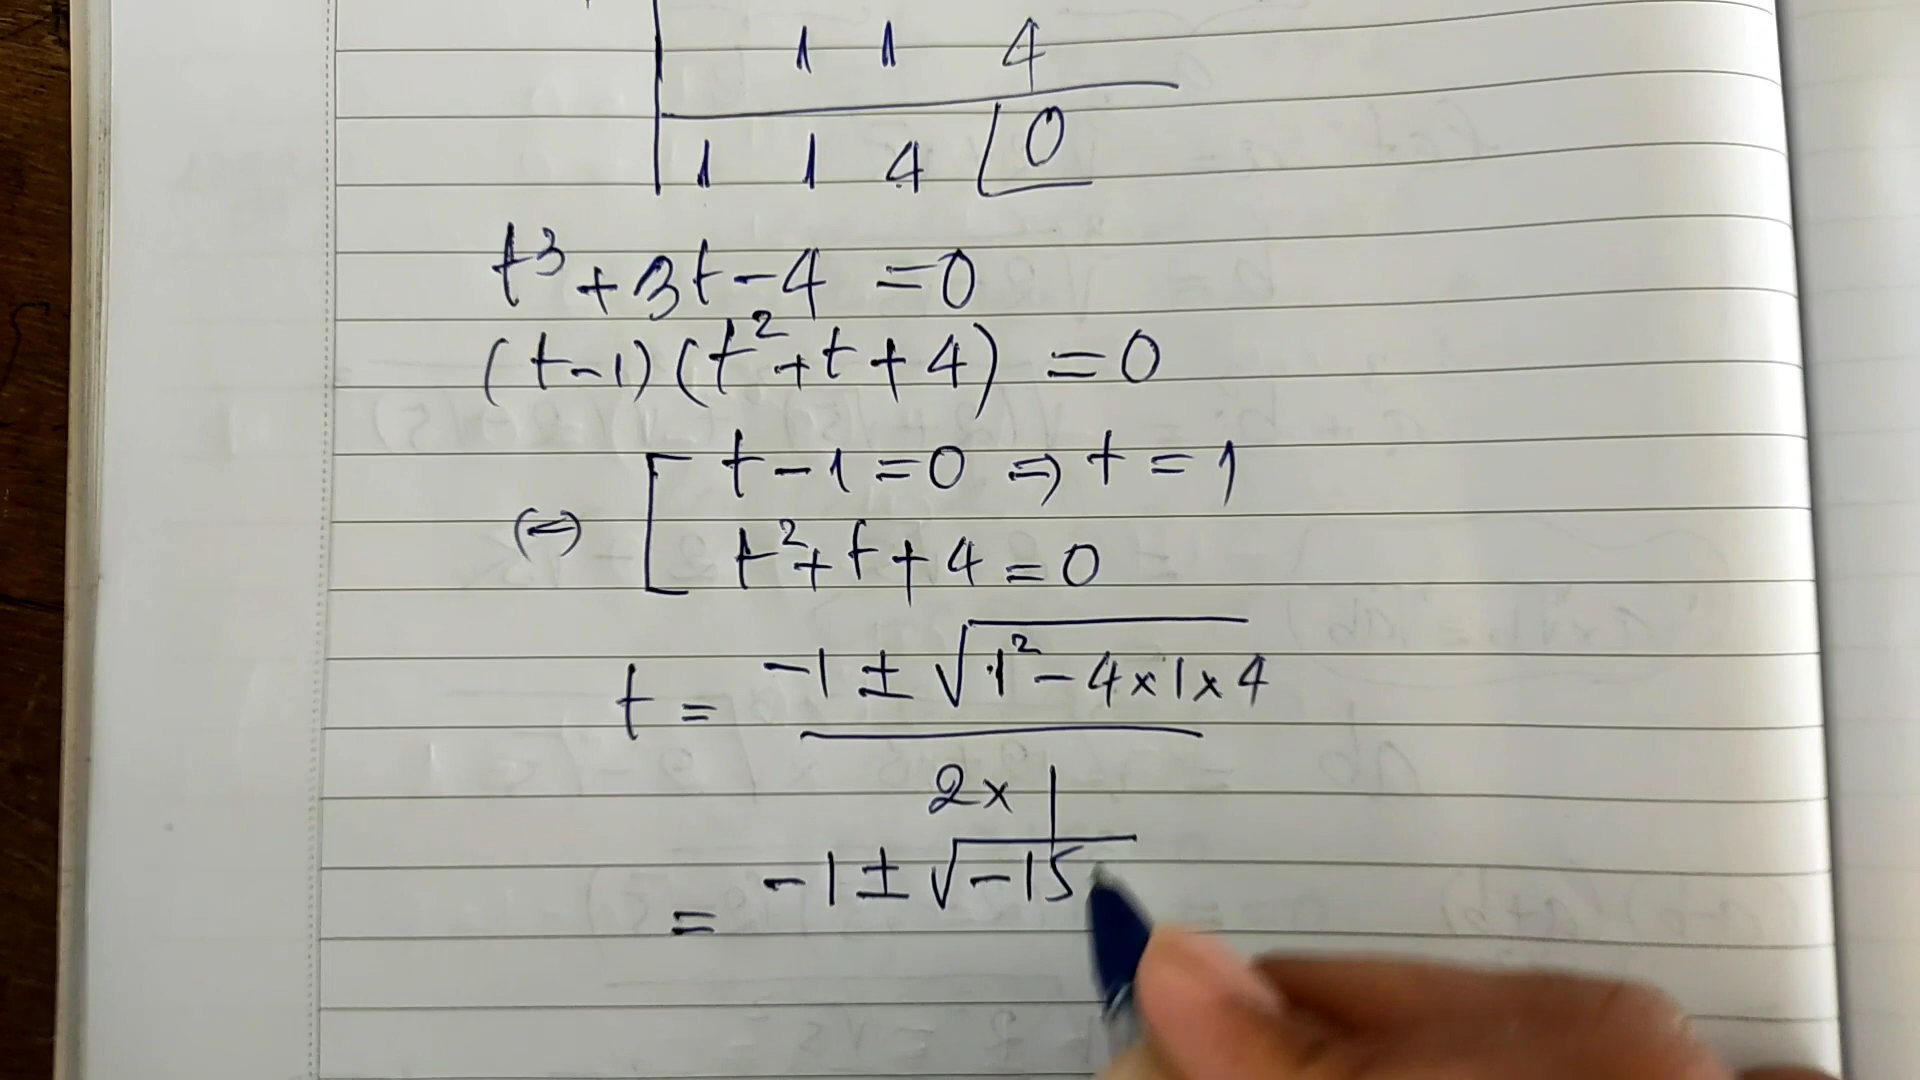 1 1 4
1 1 4 0
t³ + 3t - 4 = 0
(t-1)(t² + t + 4) = 0
t - 1 = 0 ⇒ t = 1
⇔
t² + t + 4 = 0
t = (-1 ± √(1² - 4×1×4)) / (2×1)
= -1 ± √-15